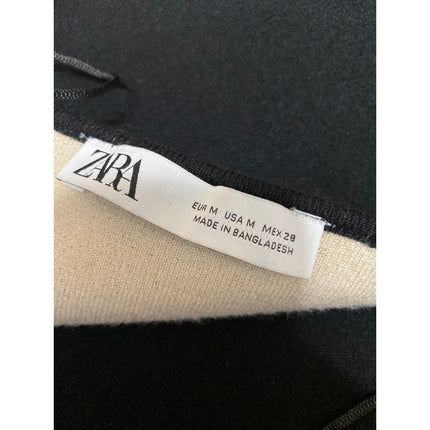 ZARA
EUR M USA M MEX 28
MADE IN BANGLADESH